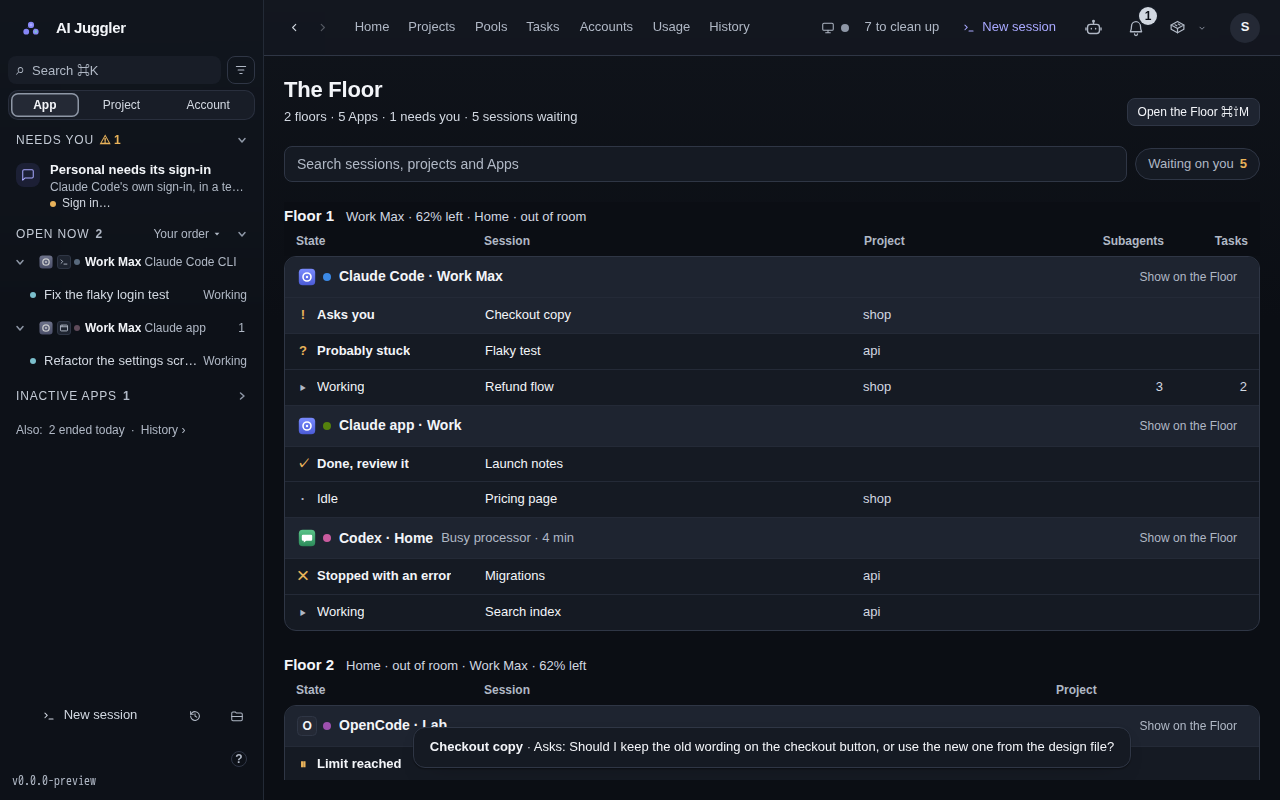 AI Juggler
Search ⌘K
App Project Account
NEEDS YOU 1
Personal needs its sign-in
Claude Code's own sign-in, in a te…
Sign in…
OPEN NOW 2 Your order
Work Max Claude Code CLI
Fix the flaky login test Working
Work Max Claude app 1
Refactor the settings scr… Working
INACTIVE APPS 1
Also: 2 ended today · History ›
New session
?
v0.0.0-preview
Home Projects Pools Tasks Accounts Usage History 7 to clean up New session 1 S
The Floor
2 floors · 5 Apps · 1 needs you · 5 sessions waiting
Open the Floor ⌘⇧M
Search sessions, projects and Apps
Waiting on you 5
Floor 1 Work Max · 62% left · Home · out of room
State Session Project Subagents Tasks
Claude Code · Work Max Show on the Floor
! Asks you Checkout copy shop
? Probably stuck Flaky test api
▸ Working Refund flow shop 3 2
Claude app · Work Show on the Floor
✓ Done, review it Launch notes
· Idle Pricing page shop
Codex · Home Busy processor · 4 min Show on the Floor
✕ Stopped with an error Migrations api
▸ Working Search index api
Floor 2 Home · out of room · Work Max · 62% left
State Session Project
O OpenCode · Lab Show on the Floor
Limit reached
Checkout copy · Asks: Should I keep the old wording on the checkout button, or use the new one from the design file?